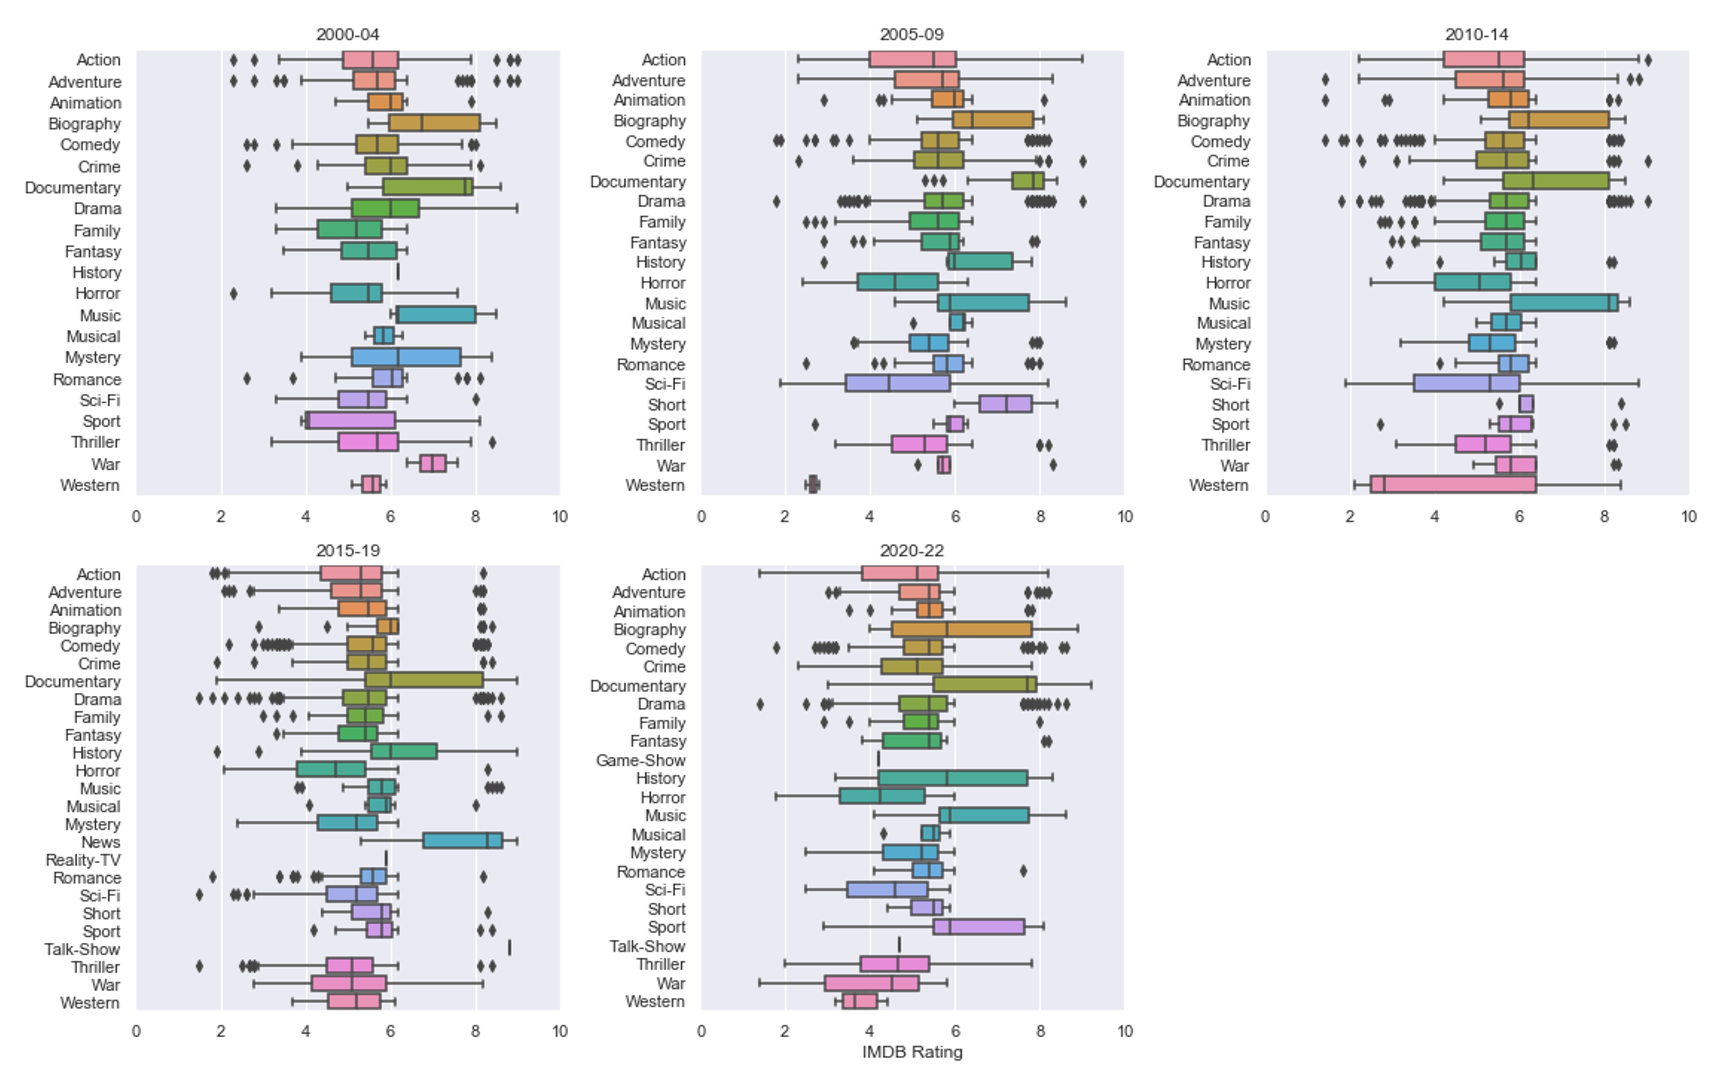 2000-04
Action
Adventure
Animation
Biography
Comedy
Crime
Documentary
Drama
Family
Fantasy
History
Horror
Music
Musical
Mystery
Romance
Sci-Fi
Sport
Thriller
War
Western
0 2 4 6 8 10
2005-09
Action
Adventure
Animation
Biography
Comedy
Crime
Documentary
Drama
Family
Fantasy
History
Horror
Music
Musical
Mystery
Romance
Sci-Fi
Short
Sport
Thriller
War
Western
0 2 4 6 8 10
2010-14
Action
Adventure
Animation
Biography
Comedy
Crime
Documentary
Drama
Family
Fantasy
History
Horror
Music
Musical
Mystery
Romance
Sci-Fi
Short
Sport
Thriller
War
Western
0 2 4 6 8 10
2015-19
Action
Adventure
Animation
Biography
Comedy
Crime
Documentary
Drama
Family
Fantasy
History
Horror
Music
Musical
Mystery
News
Reality-TV
Romance
Sci-Fi
Short
Sport
Talk-Show
Thriller
War
Western
0 2 4 6 8 10
2020-22
Action
Adventure
Animation
Biography
Comedy
Crime
Documentary
Drama
Family
Fantasy
Game-Show
History
Horror
Music
Musical
Mystery
Romance
Sci-Fi
Short
Sport
Talk-Show
Thriller
War
Western
0 2 4 6 8 10
IMDB Rating